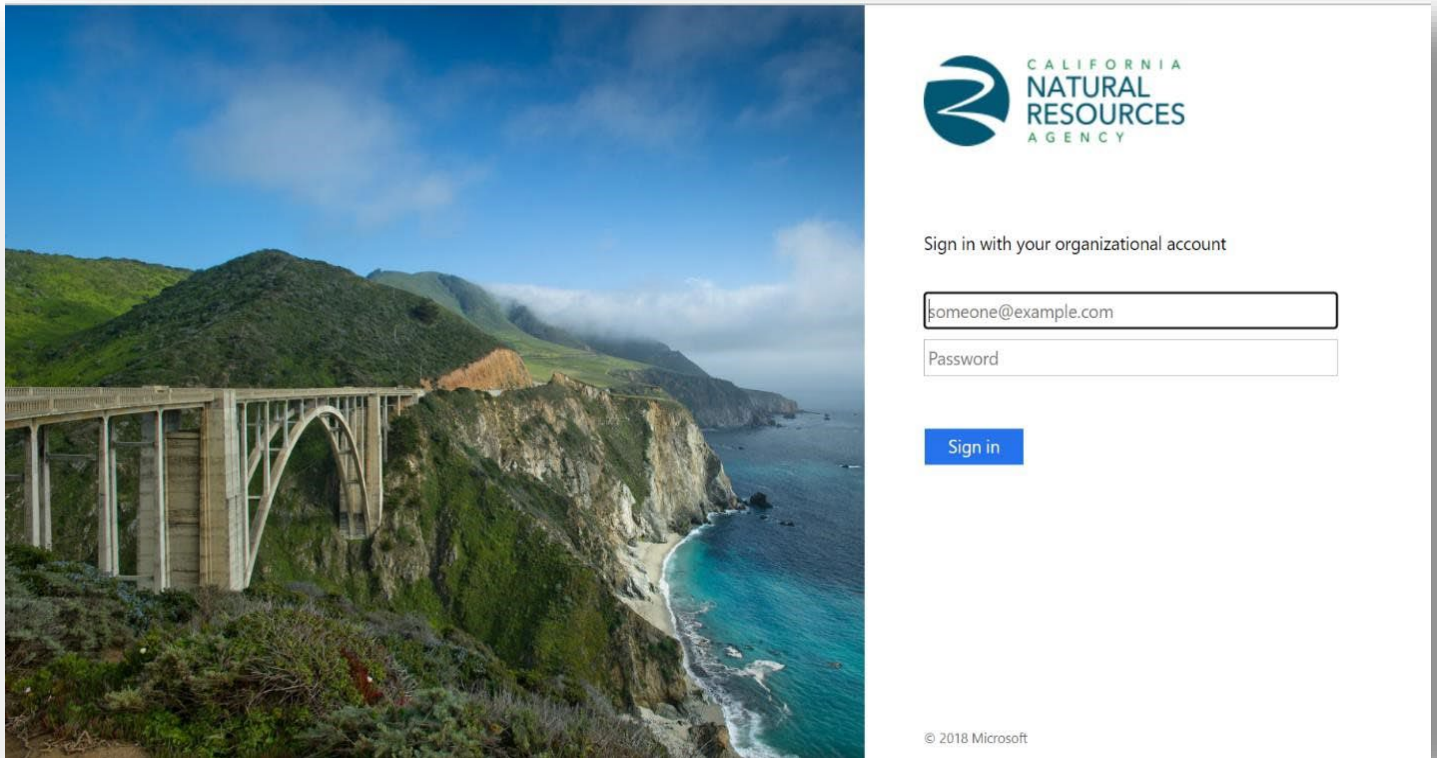 CALIFORNIA
NATURAL
RESOURCES
AGENCY
Sign in with your organizational account
someone@example.com
Password
Sign in
© 2018 Microsoft